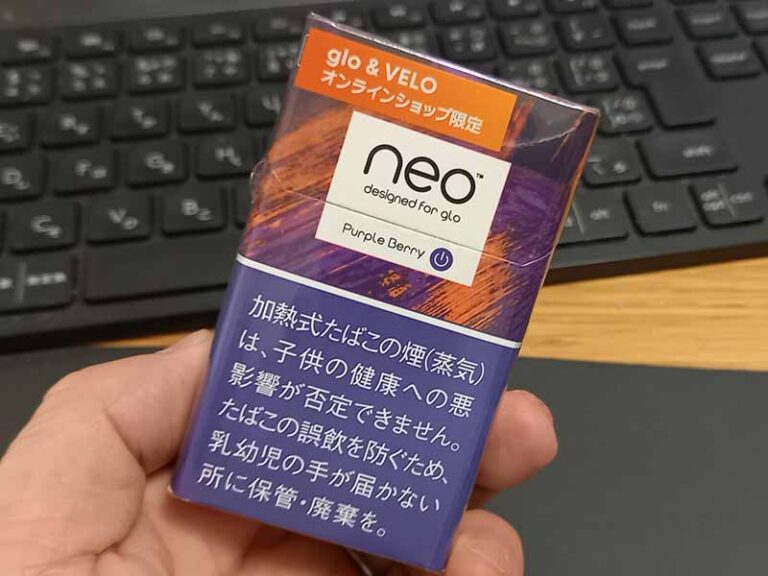 glo & VELO
オンラインショップ限定
neo™
designed for glo
Purple Berry
加熱式たばこの煙(蒸気)
は、子供の健康への悪
影響が否定できません。
たばこの誤飲を防ぐため、
乳幼児の手が届かない
所に保管・廃棄を。